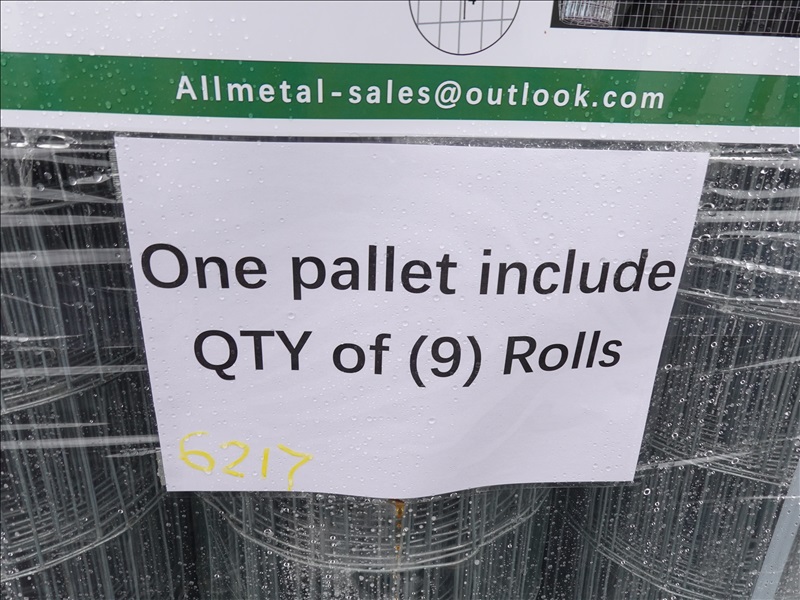 Allmetal-sales@outlook.com
One pallet include
QTY of (9) Rolls
6217